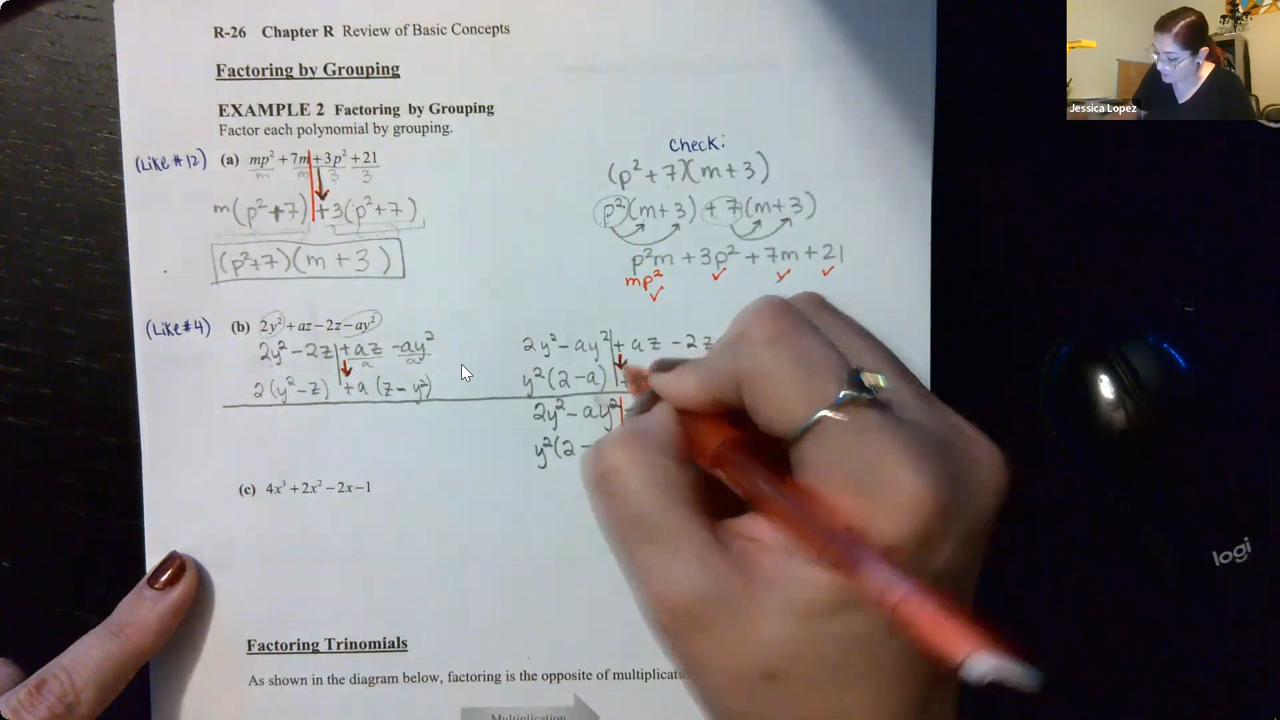 R-26 Chapter R Review of Basic Concepts
Factoring by Grouping
EXAMPLE 2 Factoring by Grouping
Factor each polynomial by grouping.
(Like #12) (a) mp² + 7m + 3p² + 21
m m 3 3
m(p²+7) + 3(p²+7)
(p²+7)(m+3)
Check:
(p²+7)(m+3)
p²(m+3) + 7(m+3)
p²m + 3p² + 7m + 21
mp²
(Like #4) (b) 2y² + az − 2z − ay²
2y² − 2z + az − ay²
a a
2(y² − z) + a(z − y²)
2y² − ay² + az − 2z
y²(2 − a) +
2y² − ay²
y²(2 −
(c) 4x³ + 2x² − 2x − 1
Factoring Trinomials
As shown in the diagram below, factoring is the opposite of
Multiplication
Jessica Lopez
logi